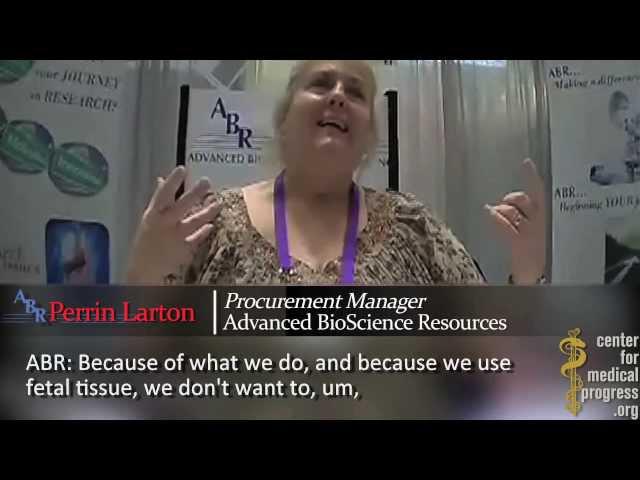 your JOURNEY
in RESEARCH?
ABR
ADVANCED BIO
ABR...
Making a difference
ABR...
Beginning YOUR
ABR Perrin Larton
Procurement Manager
Advanced BioScience Resources
ABR: Because of what we do, and because we use
fetal tissue, we don't want to, um,
center
for
medical
progress
.org